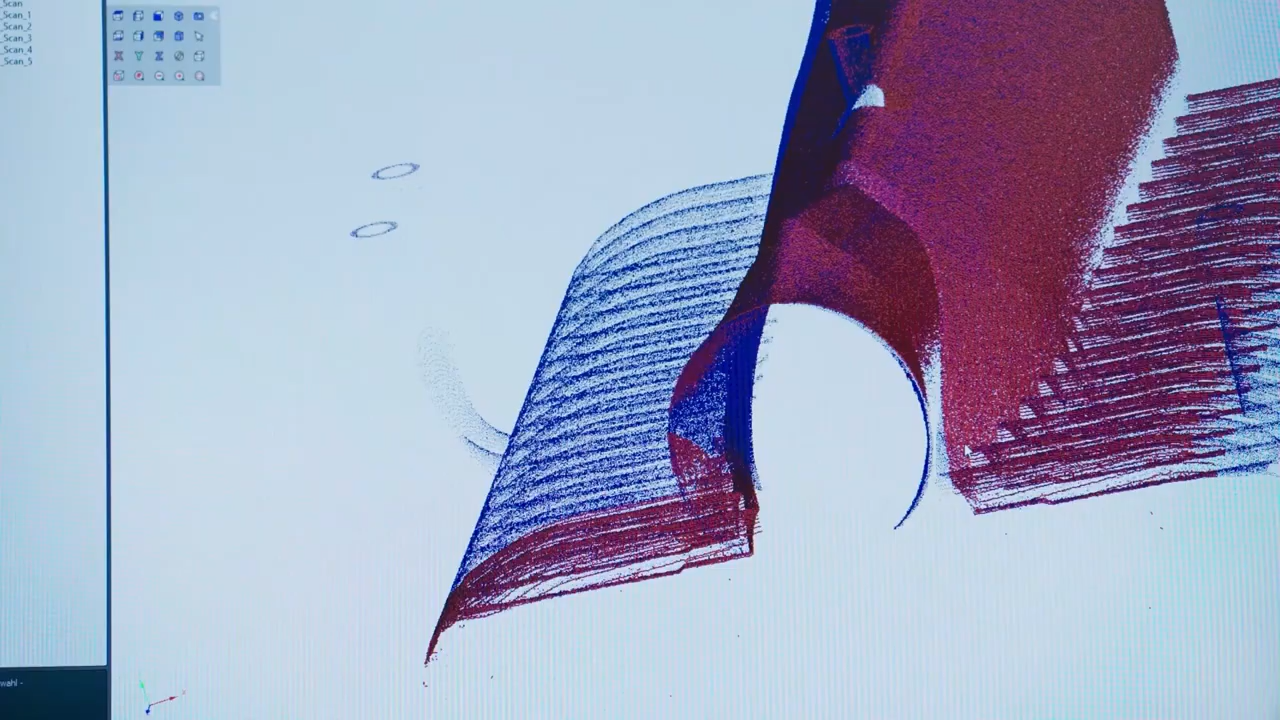 _Scan
_Scan_1
_Scan_2
_Scan_3
_Scan_4
_Scan_5
X Y Z
wahl -